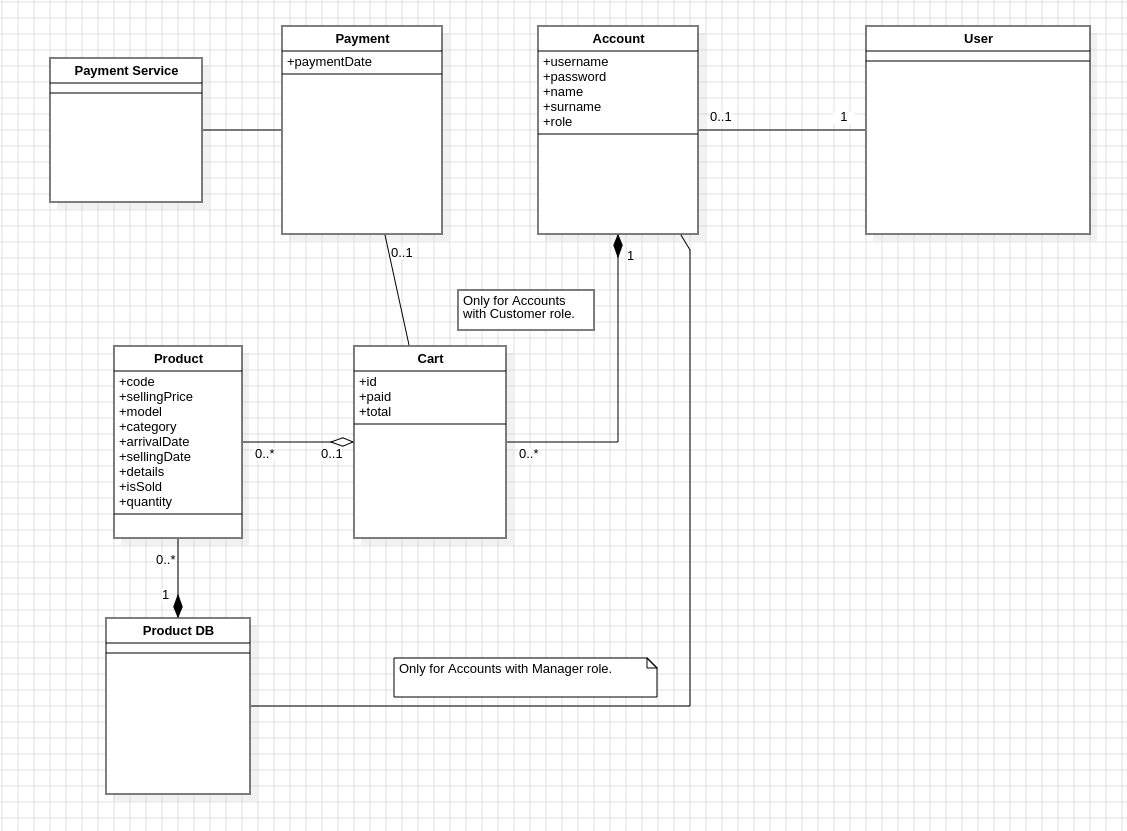 Payment Service
Payment
+paymentDate
Account
+username
+password
+name
+surname
+role
User
0..1
1
0..1
1
Only for Accounts
with Customer role.
Product
+code
+sellingPrice
+model
+category
+arrivalDate
+sellingDate
+details
+isSold
+quantity
Cart
+id
+paid
+total
0..*
0..1
0..*
0..*
1
Product DB
Only for Accounts with Manager role.